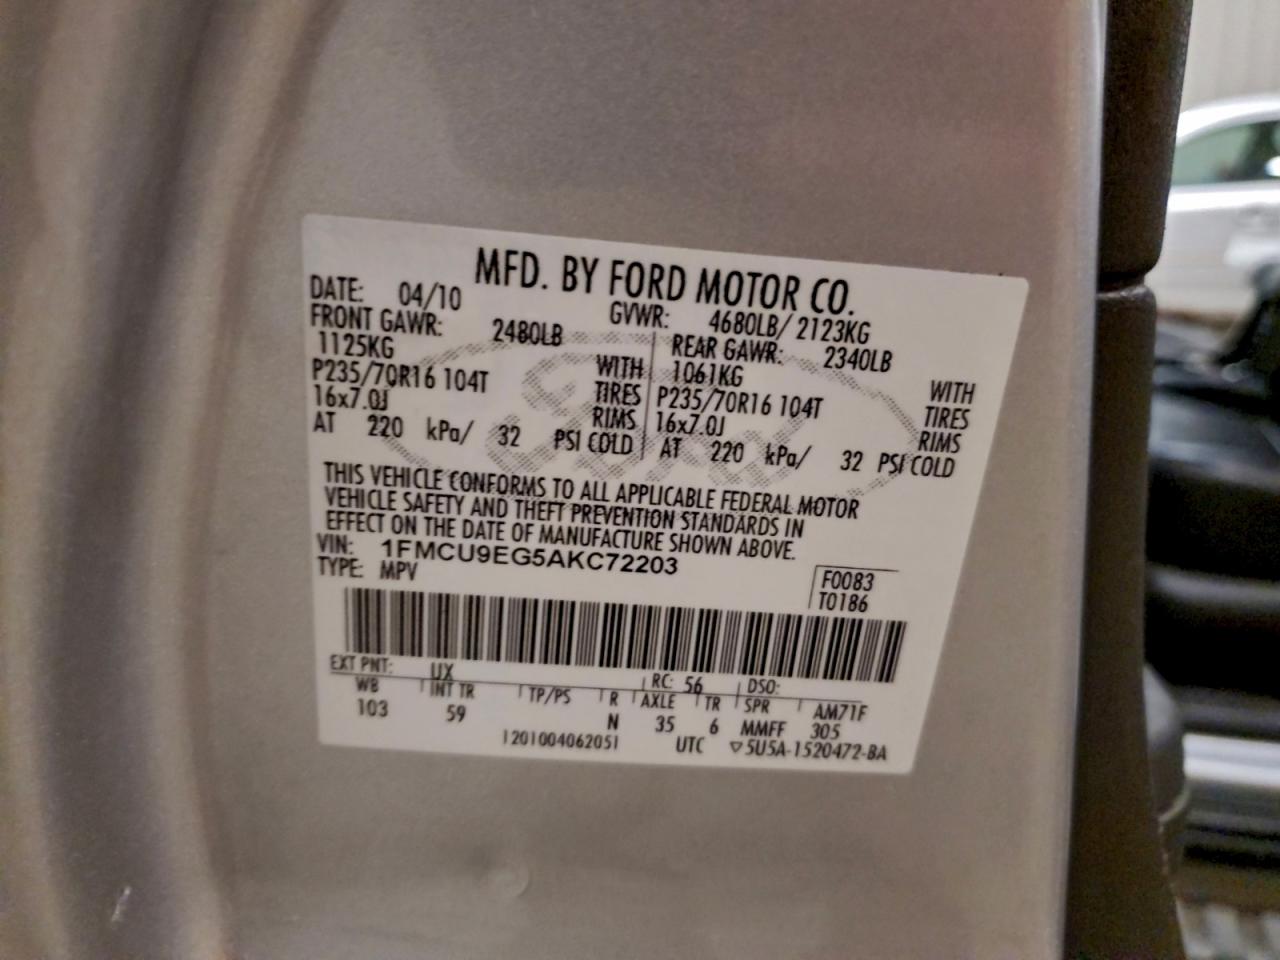 MFD. BY FORD MOTOR CO.
DATE: 04/10 GVWR: 4680LB/ 2123KG
FRONT GAWR: 2480LB REAR GAWR: 2340LB
1125KG WITH 1061KG WITH
P235/70R16 104T TIRES P235/70R16 104T TIRES
16x7.0J RIMS 16x7.0J RIMS
AT 220 kPa/ 32 PSI COLD AT 220 kPa/ 32 PSI COLD
Ford
THIS VEHICLE CONFORMS TO ALL APPLICABLE FEDERAL MOTOR
VEHICLE SAFETY AND THEFT PREVENTION STANDARDS IN
EFFECT ON THE DATE OF MANUFACTURE SHOWN ABOVE.
VIN: 1FMCU9EG5AKC72203
TYPE: MPV
F0083
T0186
EXT PNT: UX RC: 56 DSO:
WB INT TR TP/PS R AXLE TR SPR AM71F
103 59 N 35 6 MMFF 305
1201004062051 UTC ▽5U5A-1520472-BA